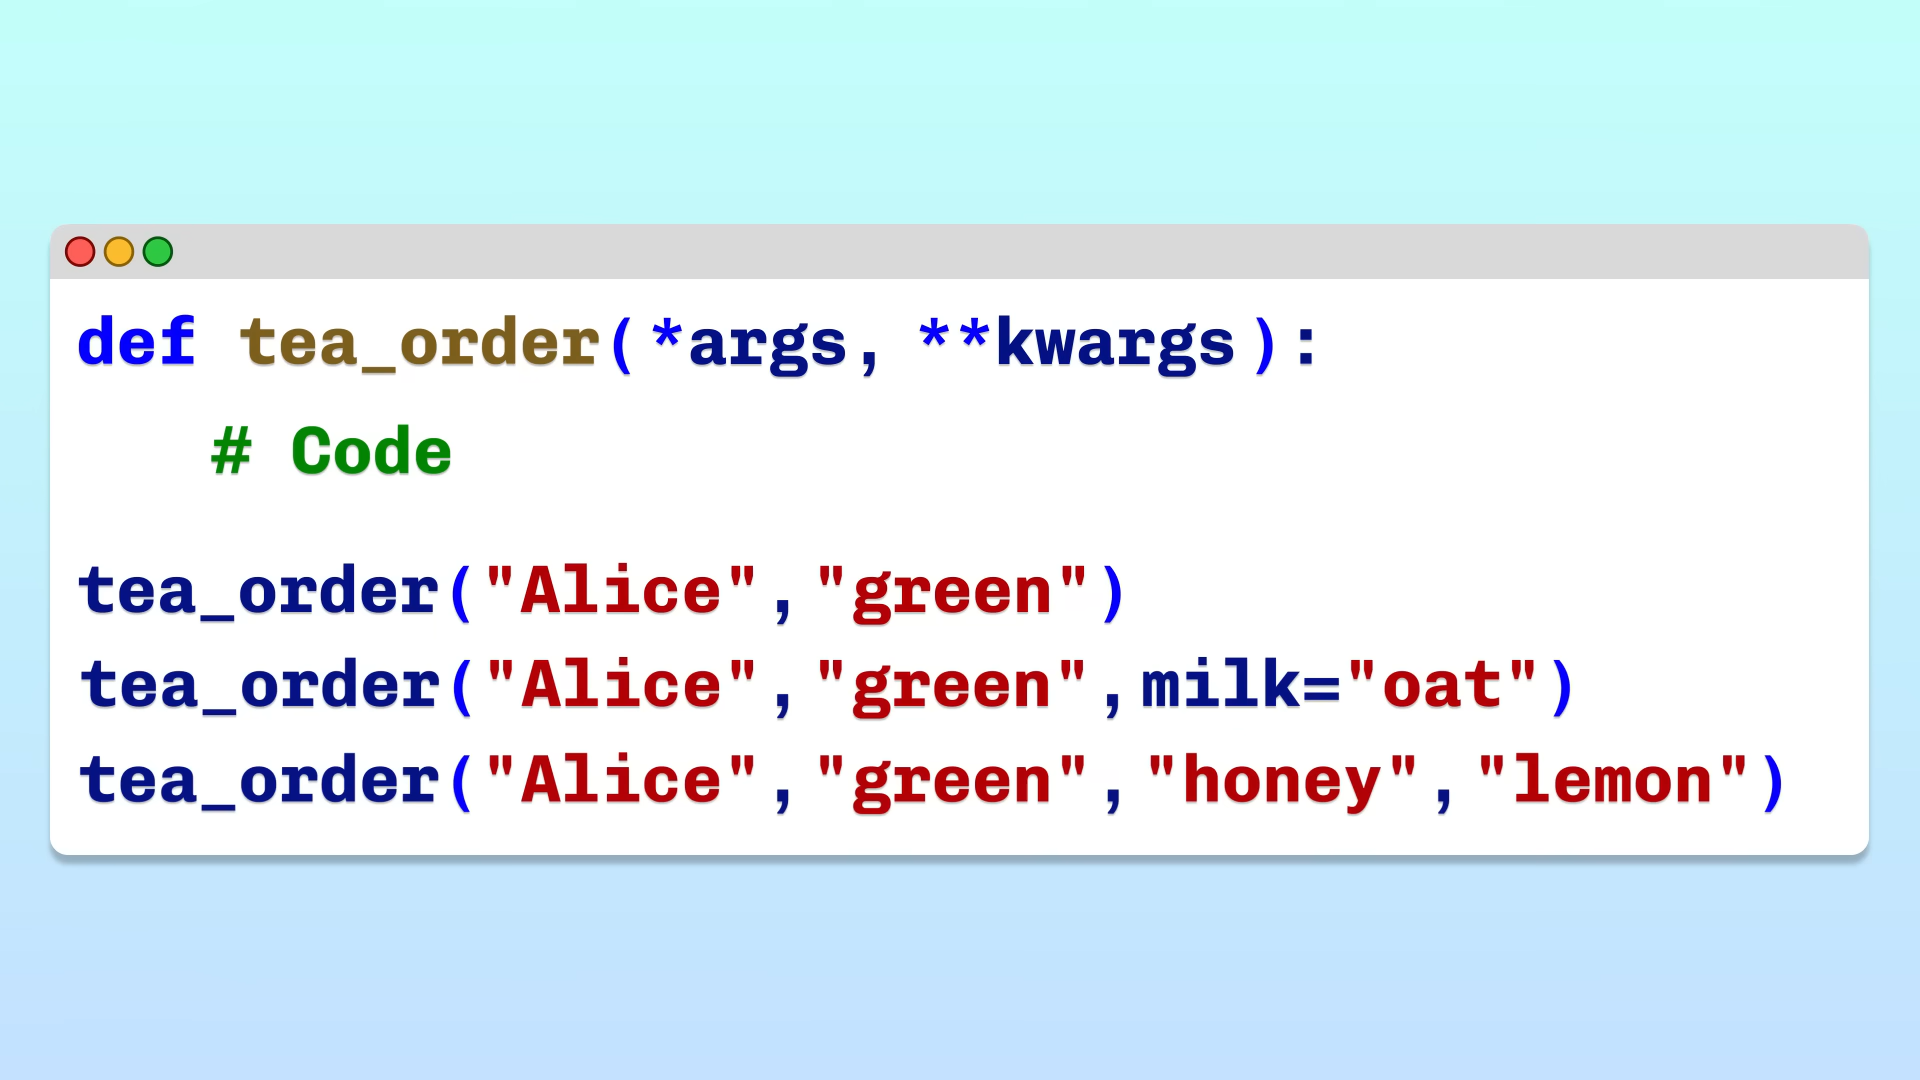 def tea_order(*args, **kwargs):
    # Code
tea_order("Alice","green")
tea_order("Alice","green",milk="oat")
tea_order("Alice","green","honey","lemon")